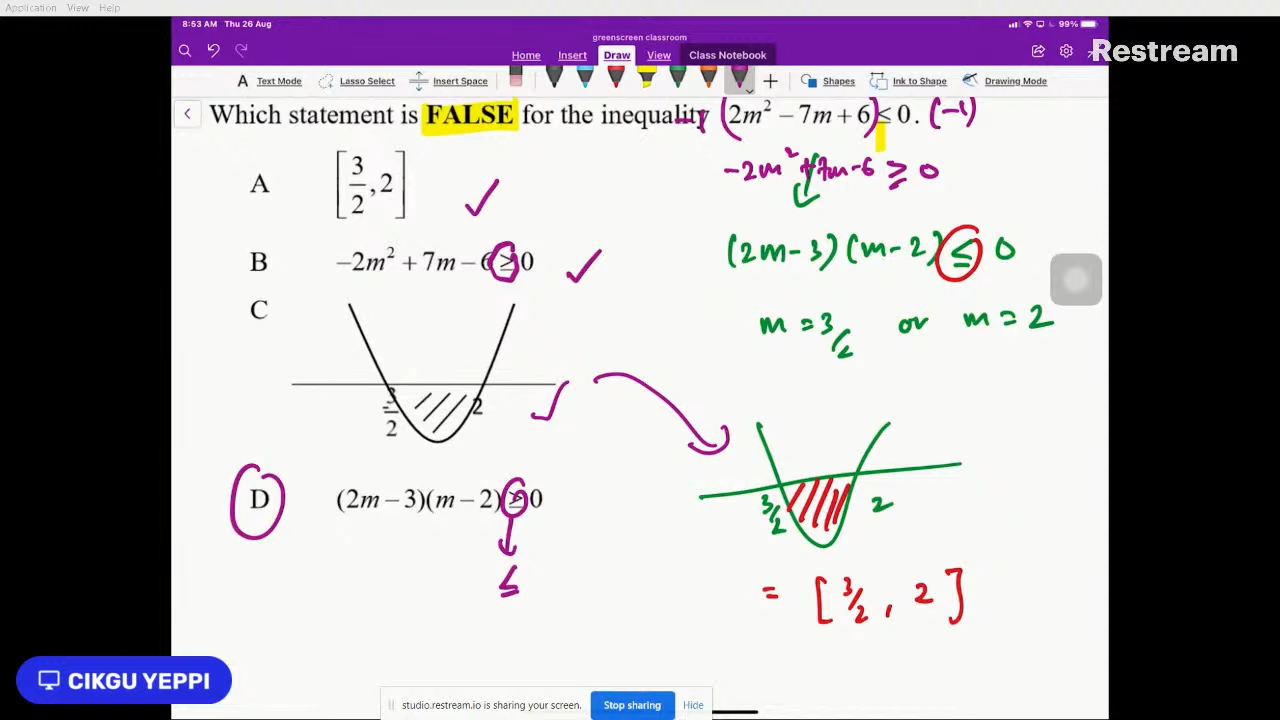 Application View Help
8:53 AM Thu 26 Aug
99%
greenscreen classroom
Home Insert Draw View Class Notebook
Restream
A Text Mode Lasso Select Insert Space Shapes Ink to Shape Drawing Mode
Which statement is FALSE for the inequality -1 (2m² − 7m + 6) ≤ 0. (-1)
-2m² + 7m - 6 ≥ 0
A [3/2, 2] ✓
B −2m² + 7m − 6 ≥ 0 ✓
(2m - 3)(m - 2) ≤ 0
C
m = 3/2 or m = 2
3/2 2 ✓
D (2m − 3)(m − 2) ≥ 0
≤
3/2 2
= [3/2, 2]
CIKGU YEPPI
studio.restream.io is sharing your screen. Stop sharing Hide